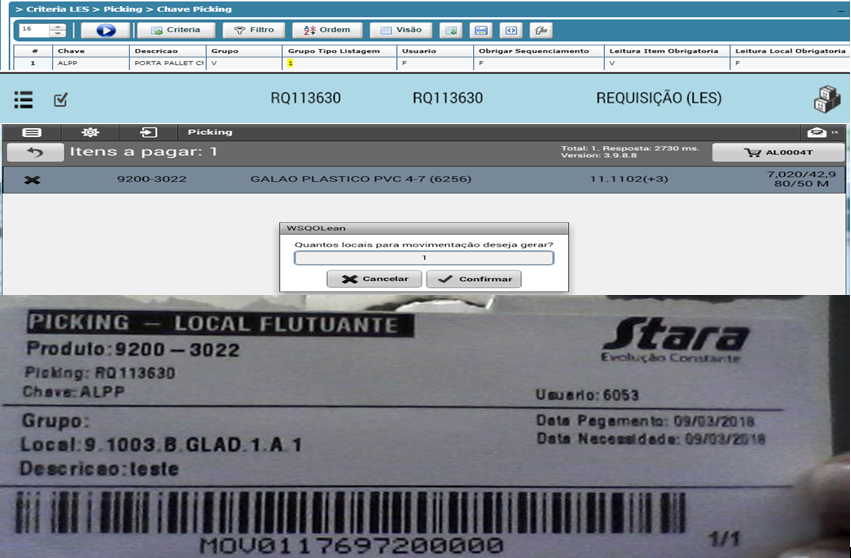 > Criteria LES > Picking > Chave Picking
16 Criteria Filtro Ordem Visão
# Chave Descricao Grupo Grupo Tipo Listagem Usuario Obrigar Sequenciamento Leitura Item Obrigatoria Leitura Local Obrigatoria
1 ALPP PORTA PALLET CH V 1 F F V F
RQ113630 RQ113630 REQUISIÇÃO (LES)
Picking
Itens a pagar: 1 Total: 1. Resposta: 2730 ms.
Version: 3.9.8.8
AL0004T
9200-3022 GALAO PLASTICO PVC 4-7 (6256) 11.1102(+3) 7,020/42,9
80/50 M
WSQOLean
Quantos locais para movimentação deseja gerar?
1
Cancelar Confirmar
PICKING - LOCAL FLUTUANTE
Stara
Evolução Constante
Produto:9200-3022
Picking: RQ113630
Chave:ALPP
Usuario: 6053
Grupo:
Data Pagamento: 09/03/2018
Local:9.1003.B.GLAD.1.A.1
Data Necessidade: 09/03/2018
Descricao:teste
MOV0117697200000
1/1